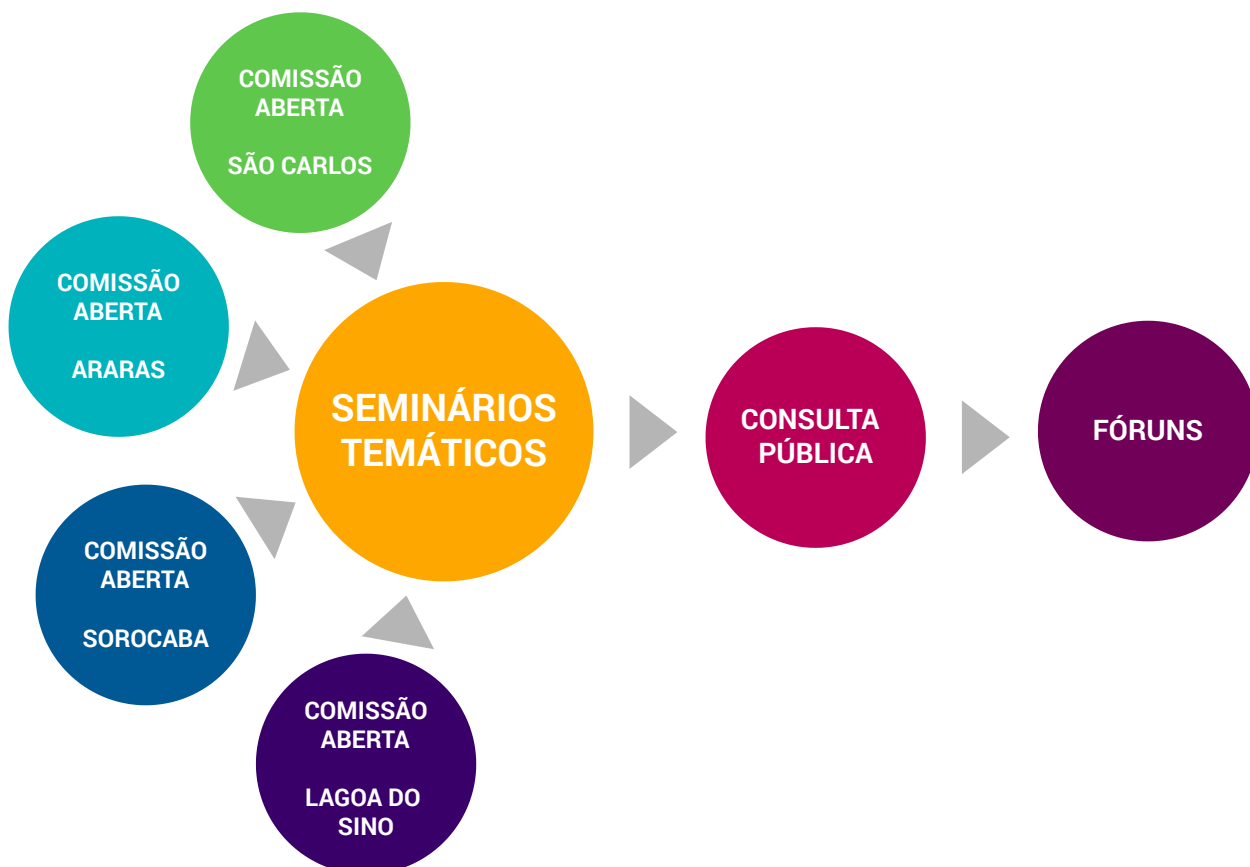 COMISSÃO
ABERTA
SÃO CARLOS
COMISSÃO
ABERTA
ARARAS
COMISSÃO
ABERTA
SOROCABA
COMISSÃO
ABERTA
LAGOA DO
SINO
SEMINÁRIOS
TEMÁTICOS
CONSULTA
PÚBLICA
FÓRUNS